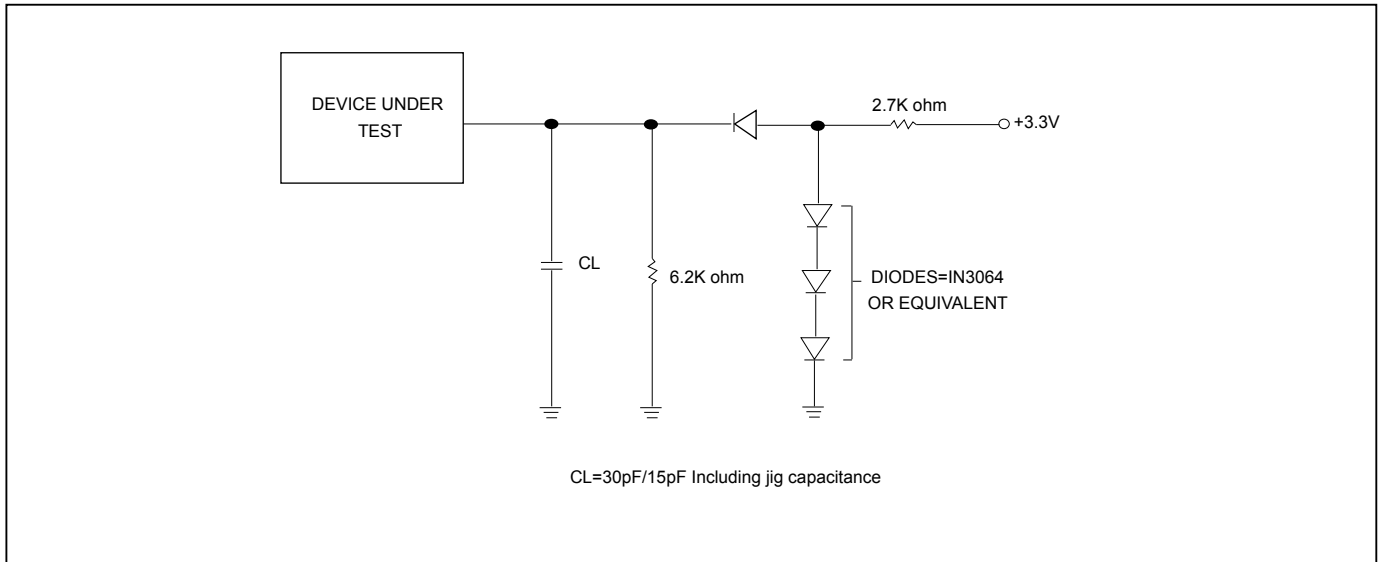 DEVICE UNDER
TEST
2.7K ohm
+3.3V
CL
6.2K ohm
DIODES=IN3064
OR EQUIVALENT
CL=30pF/15pF Including jig capacitance